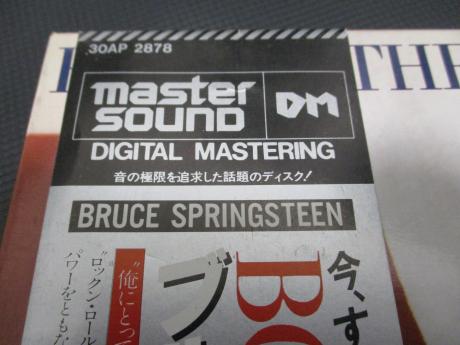 THE
30AP 2878
master
sound
DM
DIGITAL MASTERING
音の極限を追求した話題のディスク!
BRUCE SPRINGSTEEN
今、す
BO
ブ
"俺にとって
"ロックン・ロール
パワーをともな